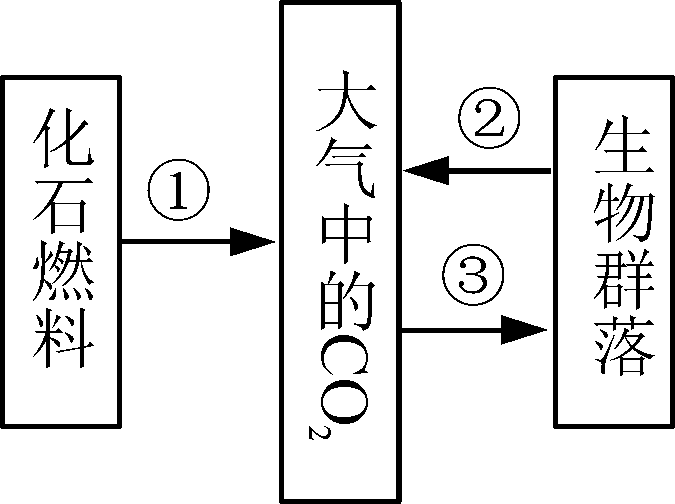 化石燃料
①
大气中的CO₂
②
③
生物群落